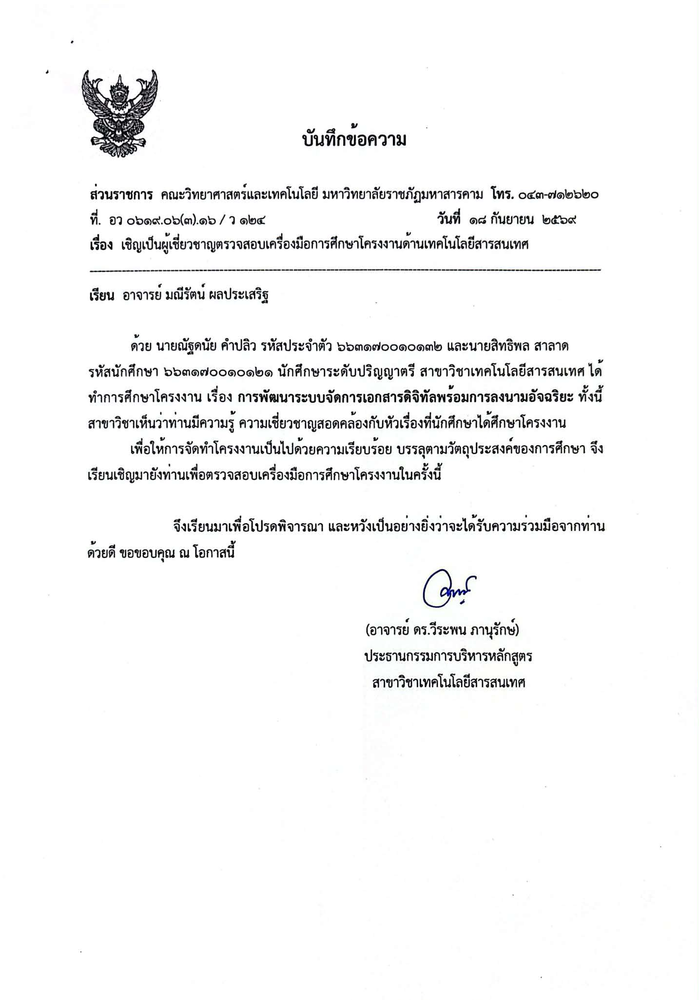 บันทึกข้อความ
ส่วนราชการ คณะวิทยาศาสตร์และเทคโนโลยี มหาวิทยาลัยราชภัฏมหาสารคาม โทร. ๐๔๓-๗๑๒๖๒๐
ที่. อว ๐๖๑๙.๐๖(๓).๑๖ / ว ๑๒๔ วันที่ ๑๘ กันยายน ๒๕๖๙
เรื่อง เชิญเป็นผู้เชี่ยวชาญตรวจสอบเครื่องมือการศึกษาโครงงานด้านเทคโนโลยีสารสนเทศ
เรียน อาจารย์ มณีรัตน์ ผลประเสริฐ
ด้วย นายณัฐดนัย คำปลิว รหัสประจำตัว ๖๖๓๑๗๐๐๑๐๑๓๒ และนายสิทธิพล สาลาด
รหัสนักศึกษา ๖๖๓๑๗๐๐๑๐๑๒๑ นักศึกษาระดับปริญญาตรี สาขาวิชาเทคโนโลยีสารสนเทศ ได้
ทำการศึกษาโครงงาน เรื่อง การพัฒนาระบบจัดการเอกสารดิจิทัลพร้อมการลงนามอัจฉริยะ ทั้งนี้
สาขาวิชาเห็นว่าท่านมีความรู้ ความเชี่ยวชาญสอดคล้องกับหัวเรื่องที่นักศึกษาได้ศึกษาโครงงาน
เพื่อให้การจัดทำโครงงานเป็นไปด้วยความเรียบร้อย บรรลุตามวัตถุประสงค์ของการศึกษา จึง
เรียนเชิญมายังท่านเพื่อตรวจสอบเครื่องมือการศึกษาโครงงานในครั้งนี้
จึงเรียนมาเพื่อโปรดพิจารณา และหวังเป็นอย่างยิ่งว่าจะได้รับความร่วมมือจากท่าน
ด้วยดี ขอขอบคุณ ณ โอกาสนี้
(อาจารย์ ดร.วีระพน ภานุรักษ์)
ประธานกรรมการบริหารหลักสูตร
สาขาวิชาเทคโนโลยีสารสนเทศ